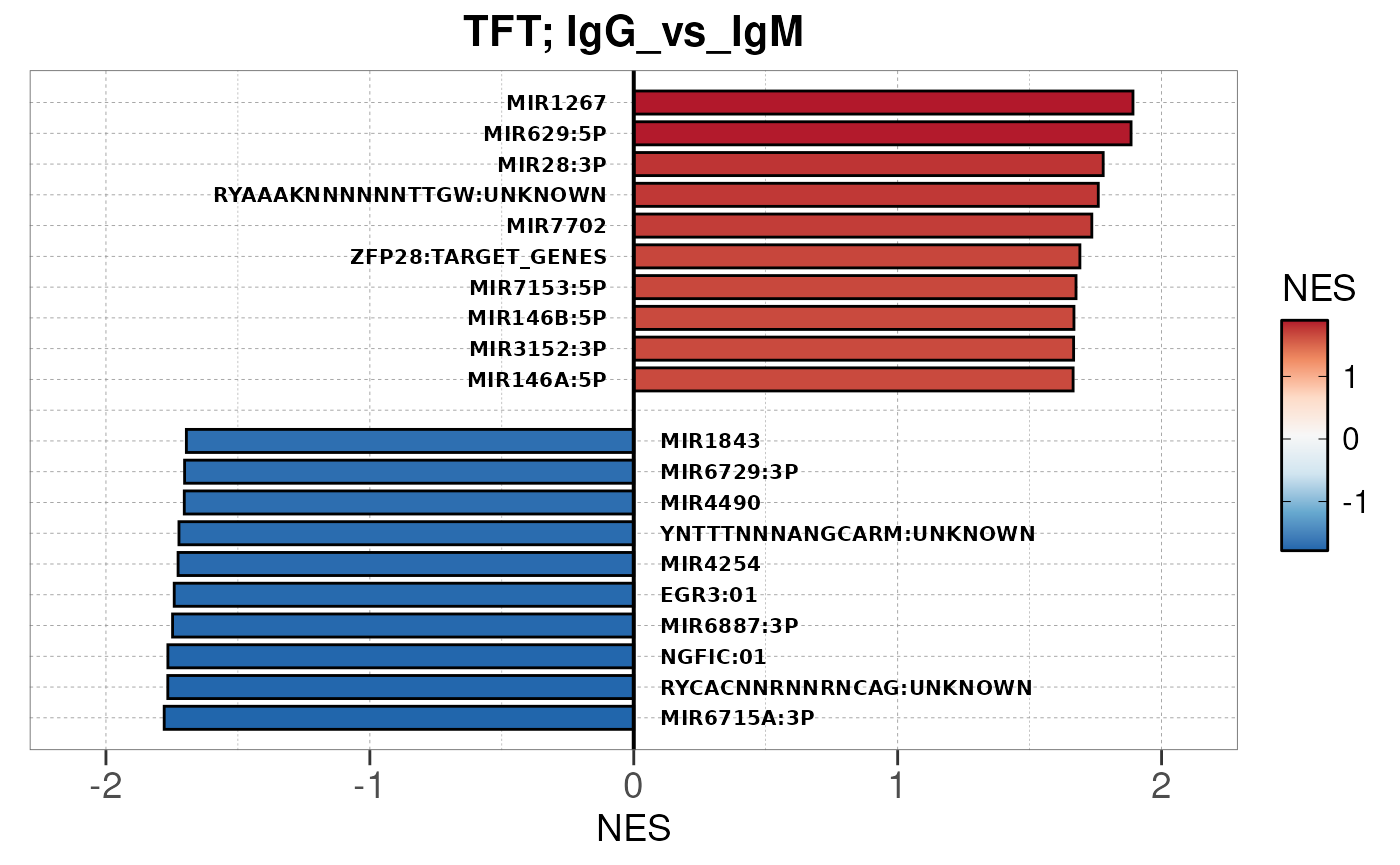 TFT; IgG_vs_IgM
MIR1267
MIR629:5P
MIR28:3P
RYAAAKNNNNNNTTGW:UNKNOWN
MIR7702
ZFP28:TARGET_GENES
MIR7153:5P
MIR146B:5P
MIR3152:3P
MIR146A:5P
MIR1843
MIR6729:3P
MIR4490
YNTTTNNNANGCARM:UNKNOWN
MIR4254
EGR3:01
MIR6887:3P
NGFIC:01
RYCACNNRNNRNCAG:UNKNOWN
MIR6715A:3P
-2 -1 0 1 2
NES
NES
1
0
-1